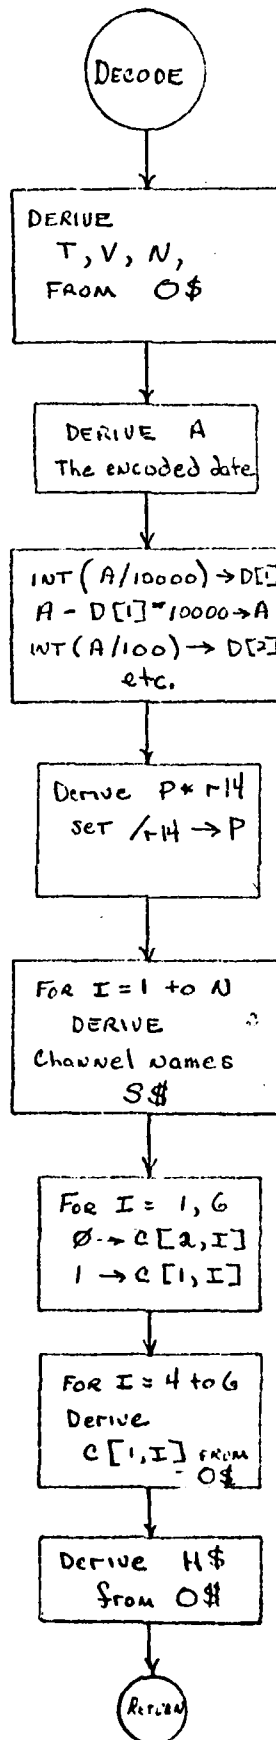 DECODE
DERIVE
T, V, N,
FROM O$
DERIVE A
The encoded date
INT (A/10000) → D[1]
A - D[1]*10000 → A
INT (A/100) → D[2]
etc.
Derive P* r14
set /r14 → P
FOR I = 1 to N
DERIVE
Channel Names
S$
FOR I = 1, 6
Ø → C[2,I]
1 → C[1,I]
FOR I = 4 to 6
Derive
C[1,I] FROM
O$
Derive H$
from O$
RETURN